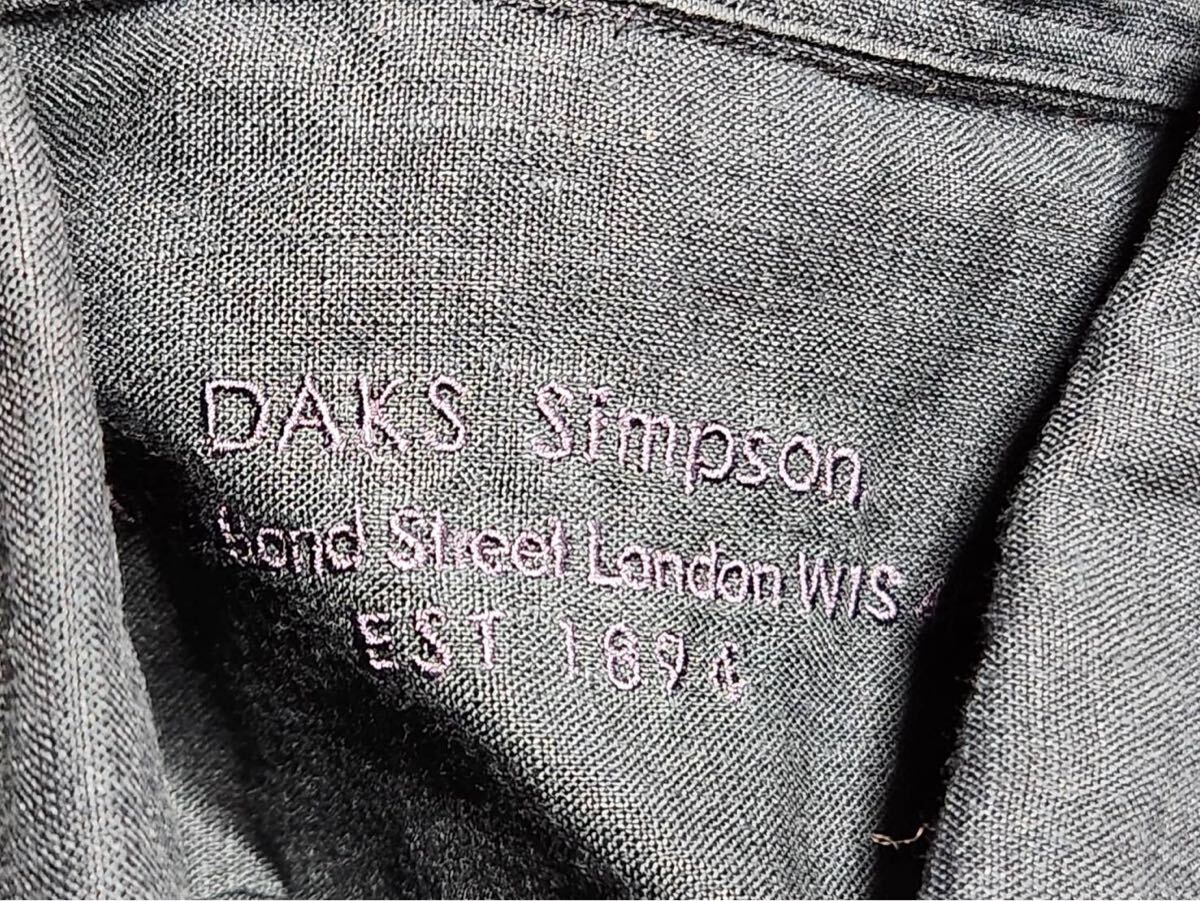 DAKS Simpson
Bond Street London W1S
EST 1894